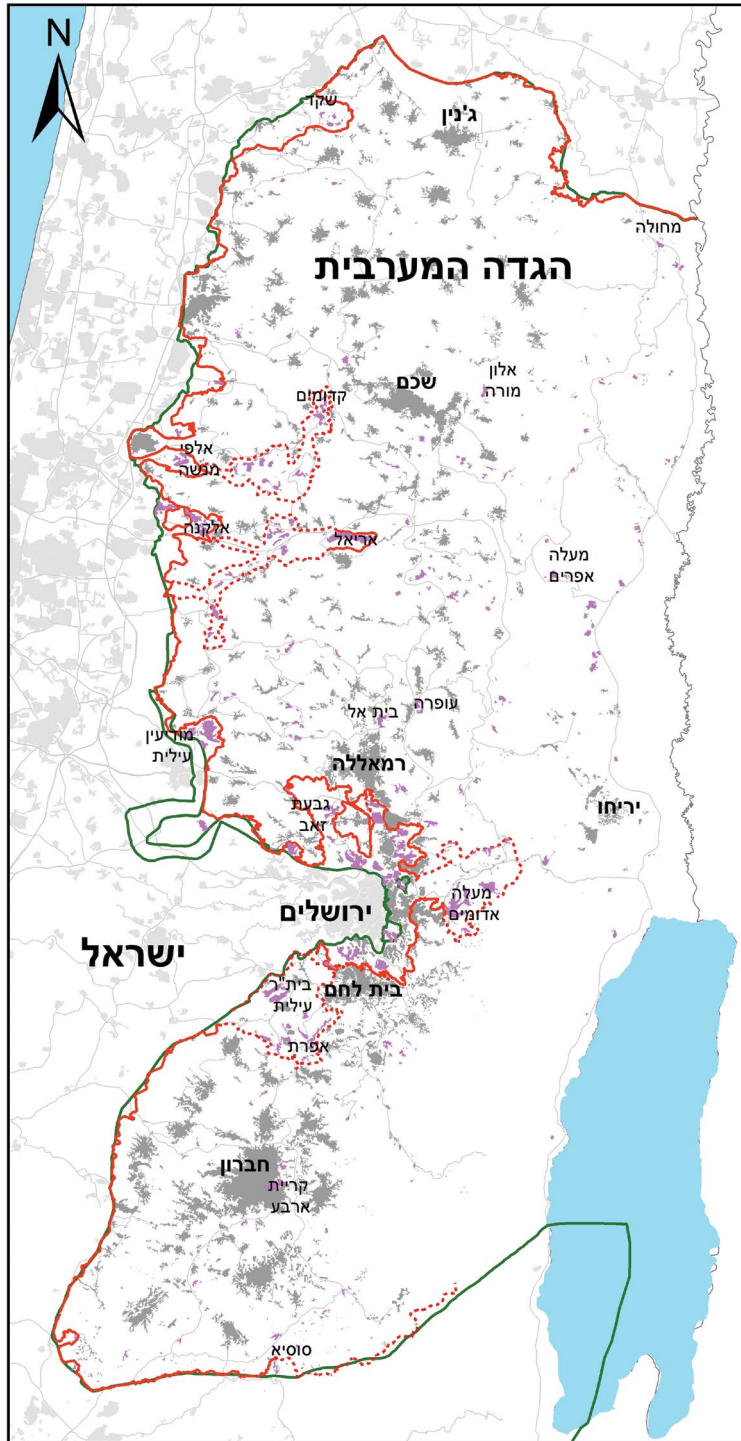 N
שקד
ג'נין
מחולה
הגדה המערבית
אלון
מורה
שכם
קדומים
אלפי
מנשה
אלקנה
אריאל
מעלה
אפרים
עופרה
בית אל
מודיעין
עילית
רמאללה
גבעת
זאב
יריחו
מעלה
אדומים
ירושלים
ישראל
בית לחם
בית"ר
עילית
אפרת
חברון
קריית
ארבע
סוסיא